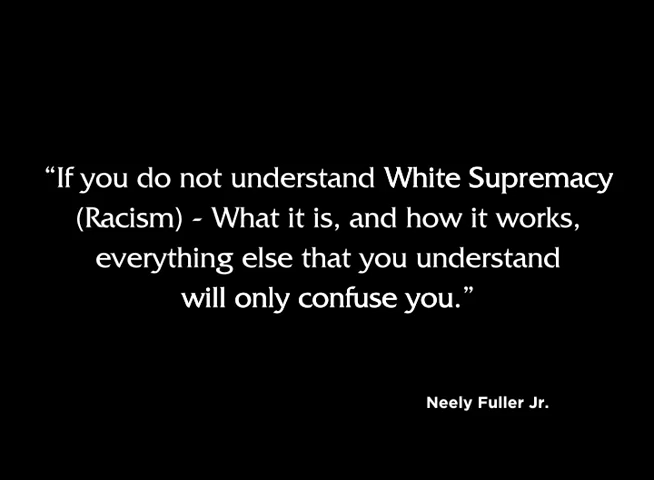 “If you do not understand White Supremacy
(Racism) - What it is, and how it works,
everything else that you understand
will only confuse you.”
Neely Fuller Jr.